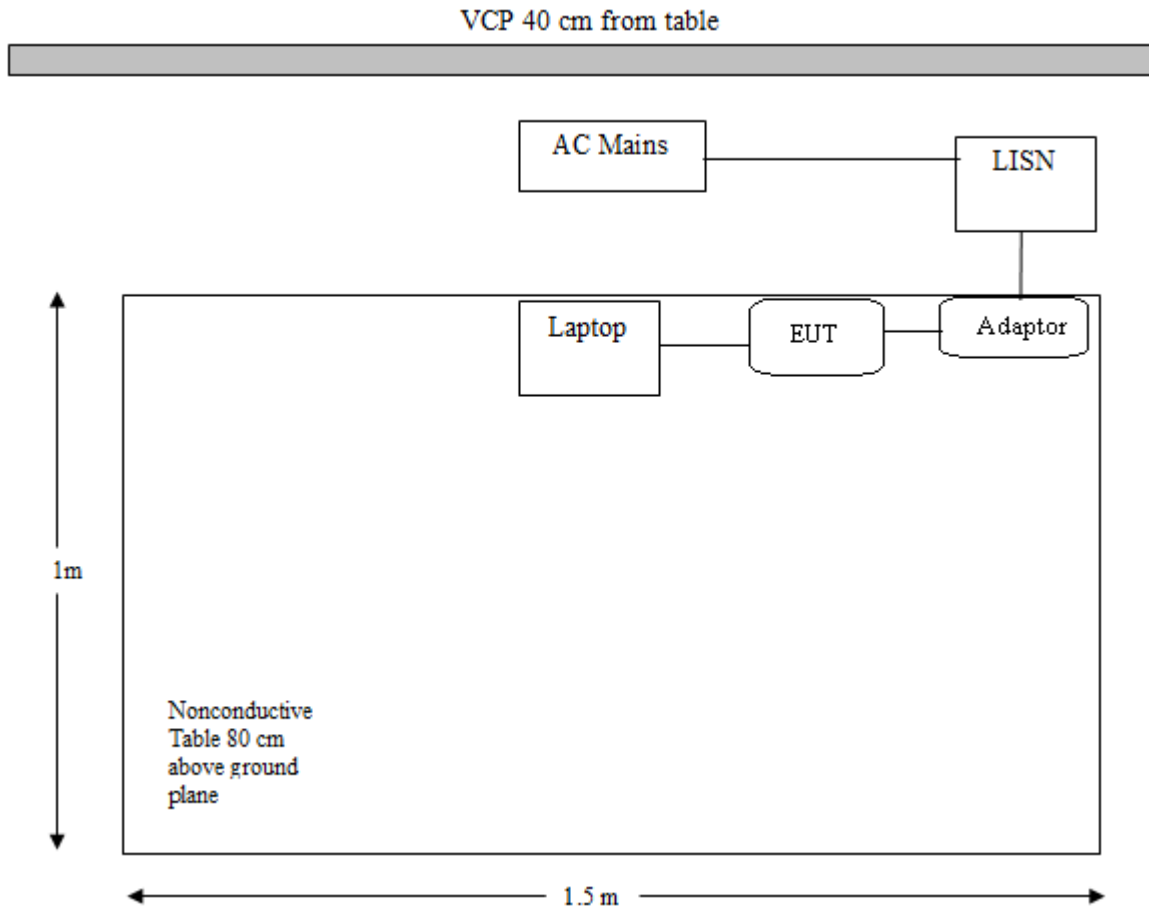 VCP 40 cm from table
AC Mains
LISN
Laptop
EUT
Adaptor
1m
Nonconductive
Table 80 cm
above ground
plane
1.5 m